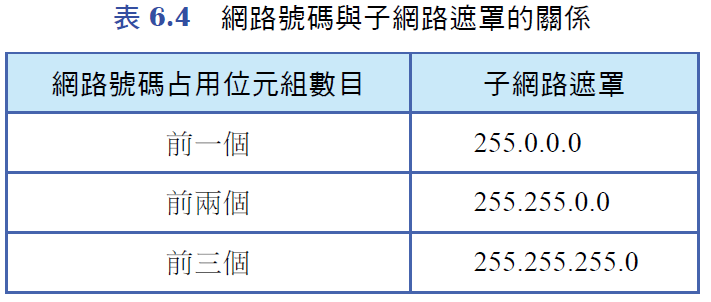 表 6.4 網路號碼與子網路遮罩的關係
網路號碼占用位元組數目 子網路遮罩
前一個 255.0.0.0
前兩個 255.255.0.0
前三個 255.255.255.0